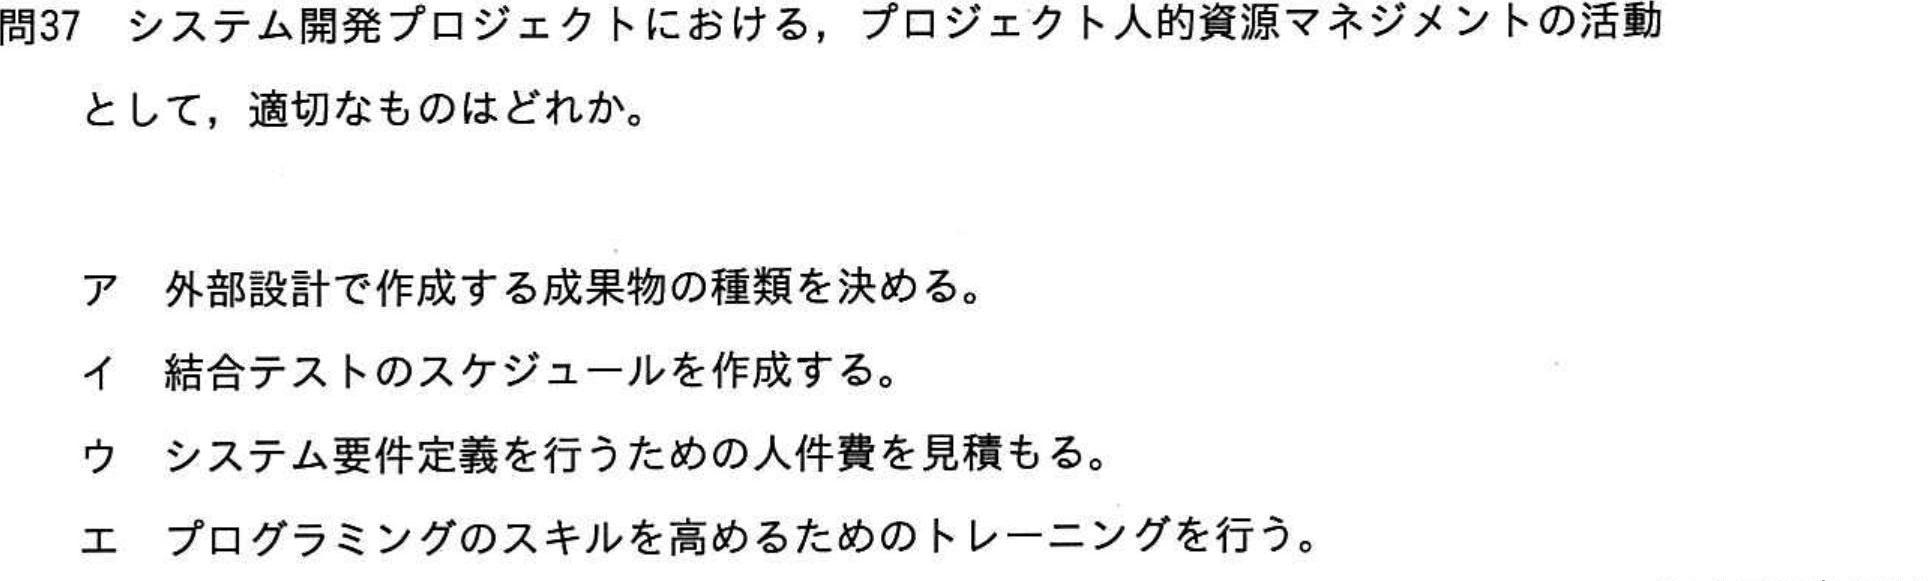 問37　システム開発プロジェクトにおける，プロジェクト人的資源マネジメントの活動
として，適切なものはどれか。
ア　外部設計で作成する成果物の種類を決める。
イ　結合テストのスケジュールを作成する。
ウ　システム要件定義を行うための人件費を見積もる。
エ　プログラミングのスキルを高めるためのトレーニングを行う。